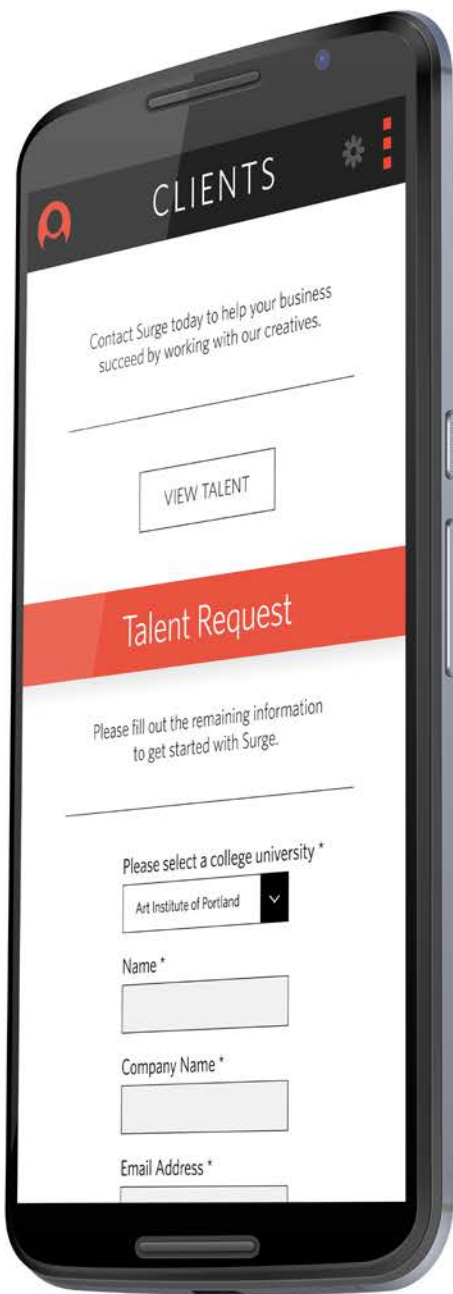 CLIENTS
Contact Surge today to help your business
succeed by working with our creatives.
VIEW TALENT
Talent Request
Please fill out the remaining information
to get started with Surge.
Please select a college university *
Art Institute of Portland
Name *
Company Name *
Email Address *